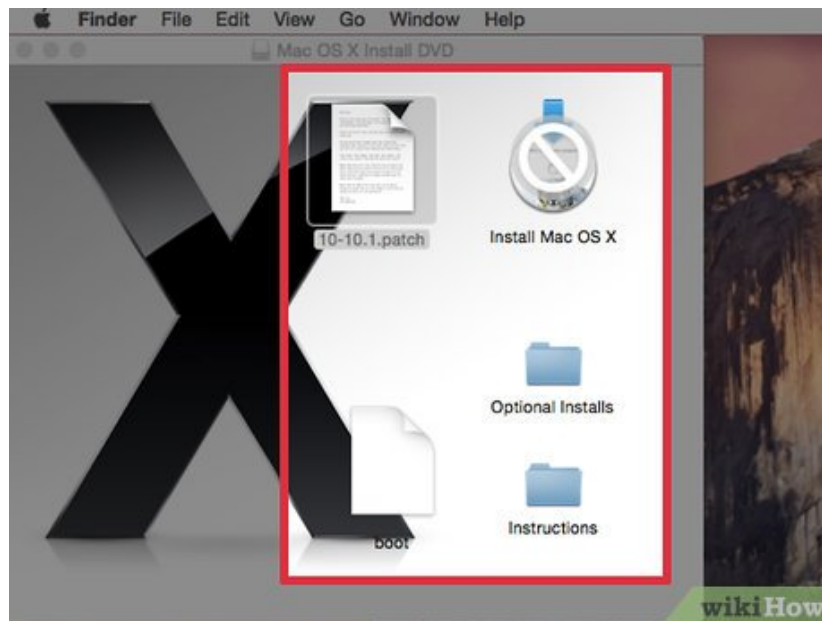 Finder File Edit View Go Window Help
Mac OS X Install DVD
10-10.1.patch
Install Mac OS X
Optional Installs
boot
Instructions
wikiHow